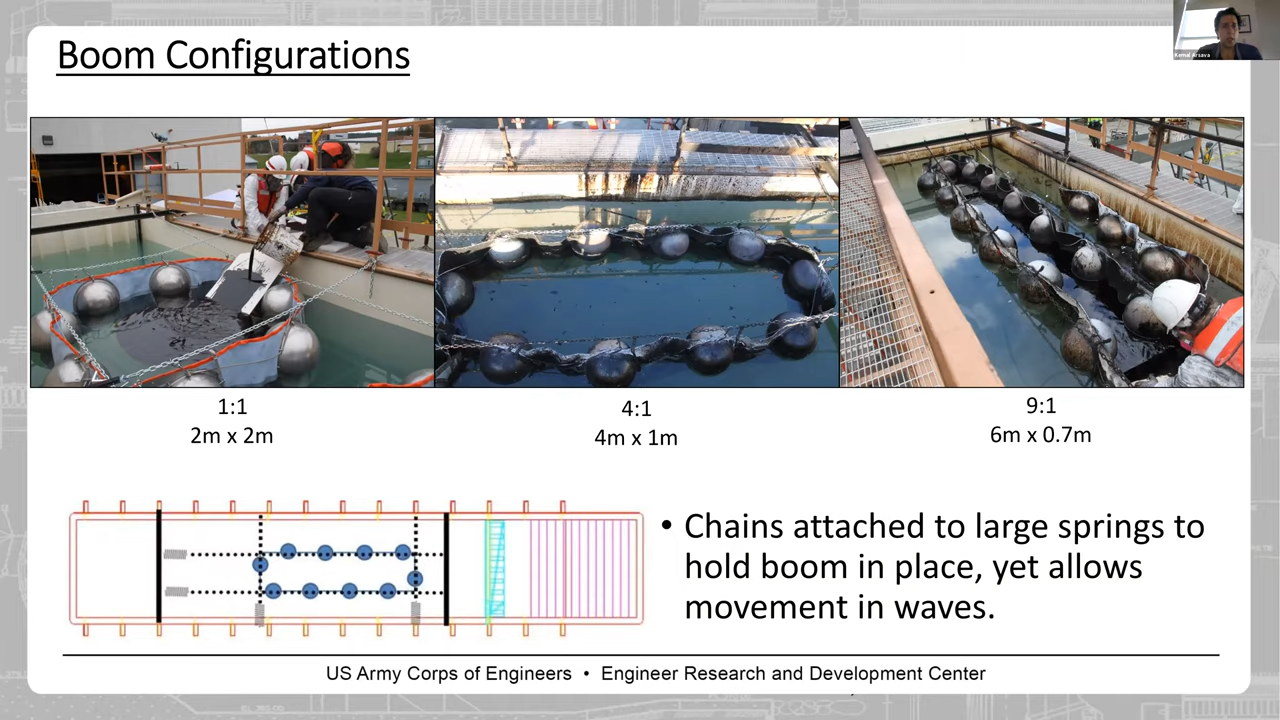 Boom Configurations
Kemal Arsava
1:1
2m x 2m
4:1
4m x 1m
9:1
6m x 0.7m
• Chains attached to large springs to
hold boom in place, yet allows
movement in waves.
US Army Corps of Engineers • Engineer Research and Development Center